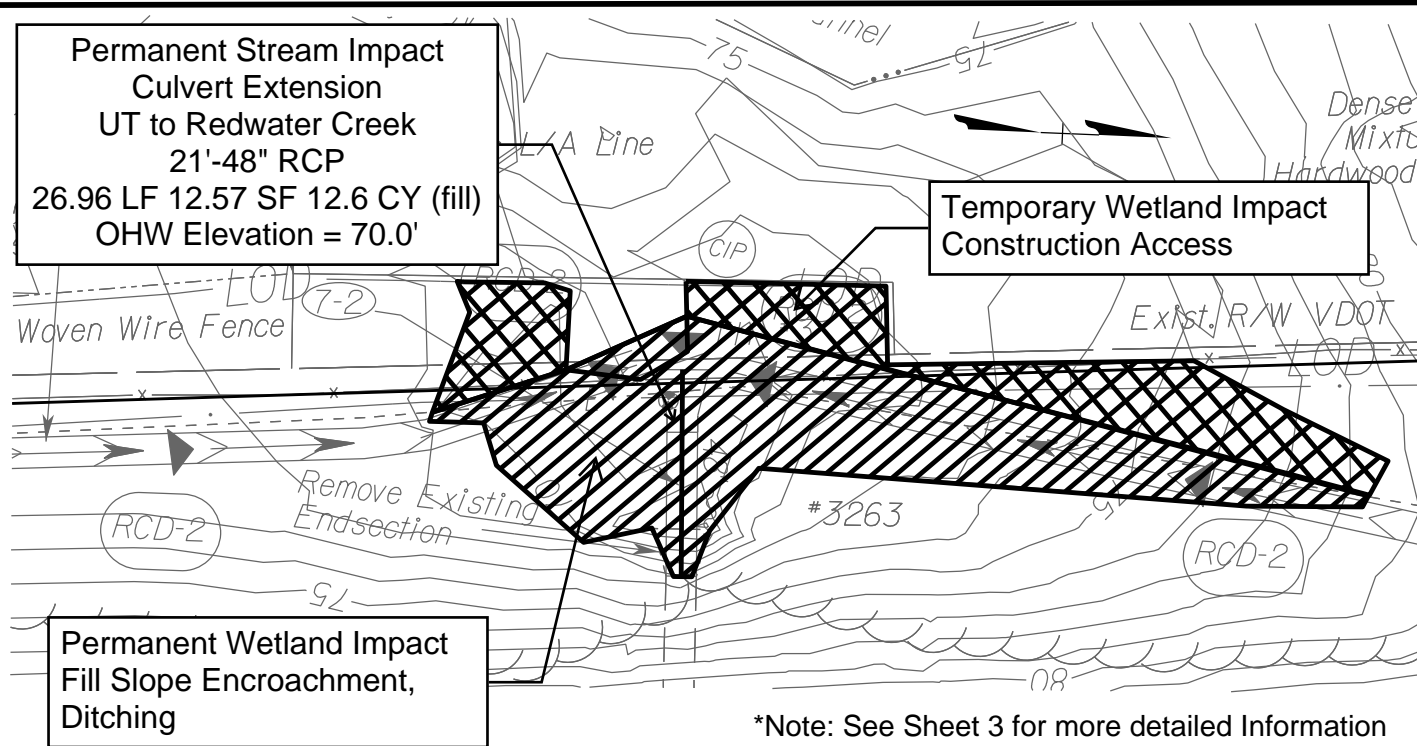 Permanent Stream Impact
Culvert Extension
UT to Redwater Creek
21'-48" RCP
26.96 LF 12.57 SF 12.6 CY (fill)
OHW Elevation = 70.0'
75
75
L/A Line
Dense
Hardwood
Temporary Wetland Impact
Construction Access
CIP
LOD
7-2
Woven Wire Fence
Exist. R/W VDOT
LOD
Remove Existing
Endsection
RCD-2
#3263
75
RCD-2
75
80
Permanent Wetland Impact
Fill Slope Encroachment,
Ditching
*Note: See Sheet 3 for more detailed Information